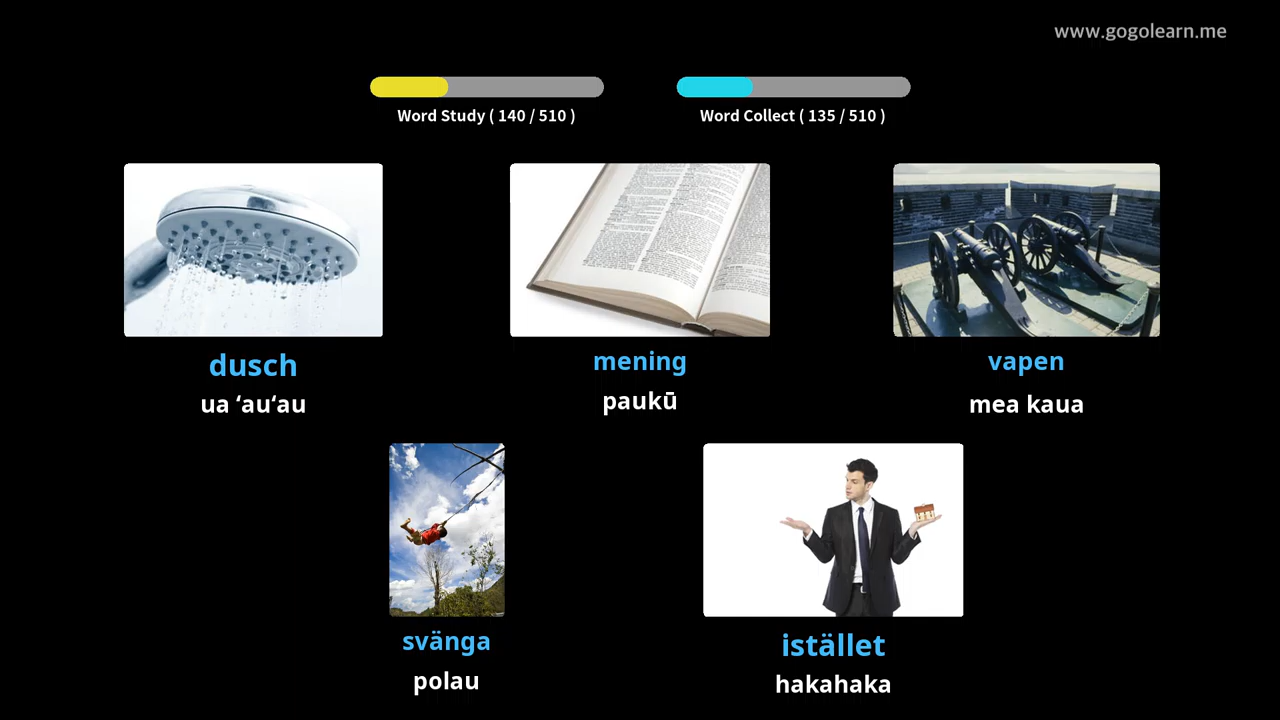 www.gogolearn.me
Word Study ( 140 / 510 )
Word Collect ( 135 / 510 )
dusch
ua ʻauʻau
mening
paukū
vapen
mea kaua
svänga
polau
istället
hakahaka